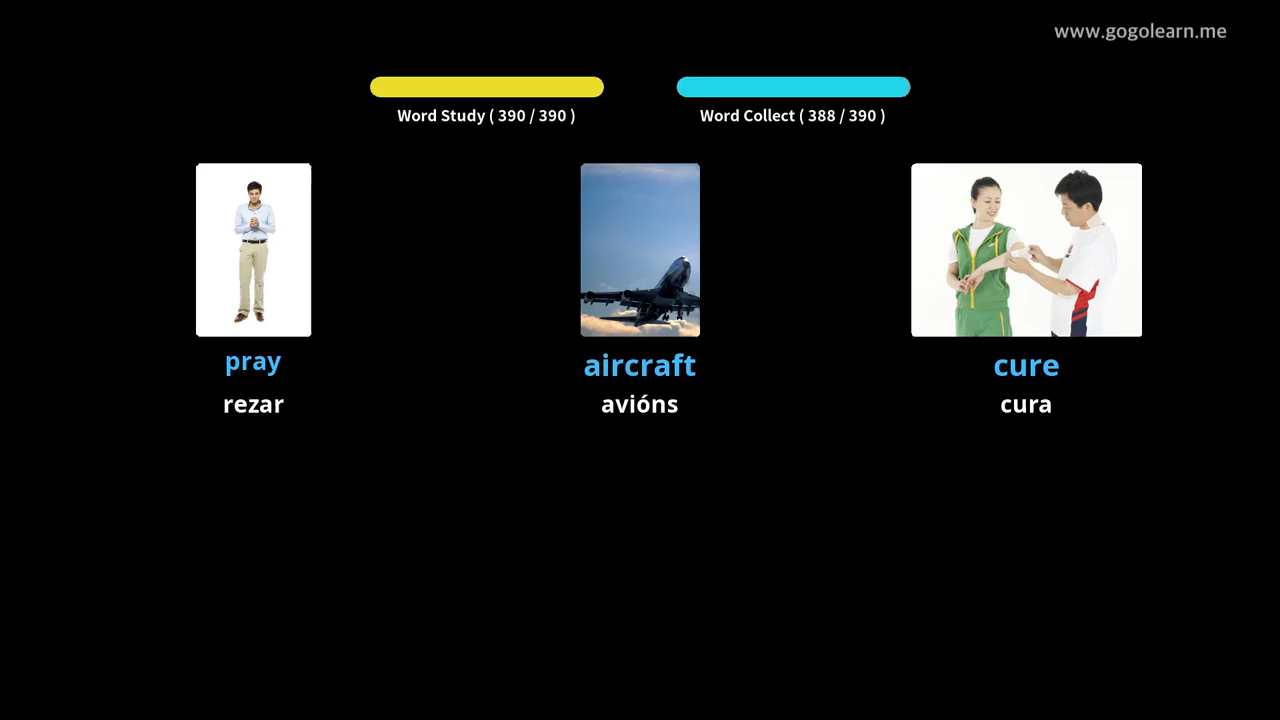 www.gogolearn.me
Word Study ( 390 / 390 )
Word Collect ( 388 / 390 )
pray
aircraft
cure
rezar
avións
cura